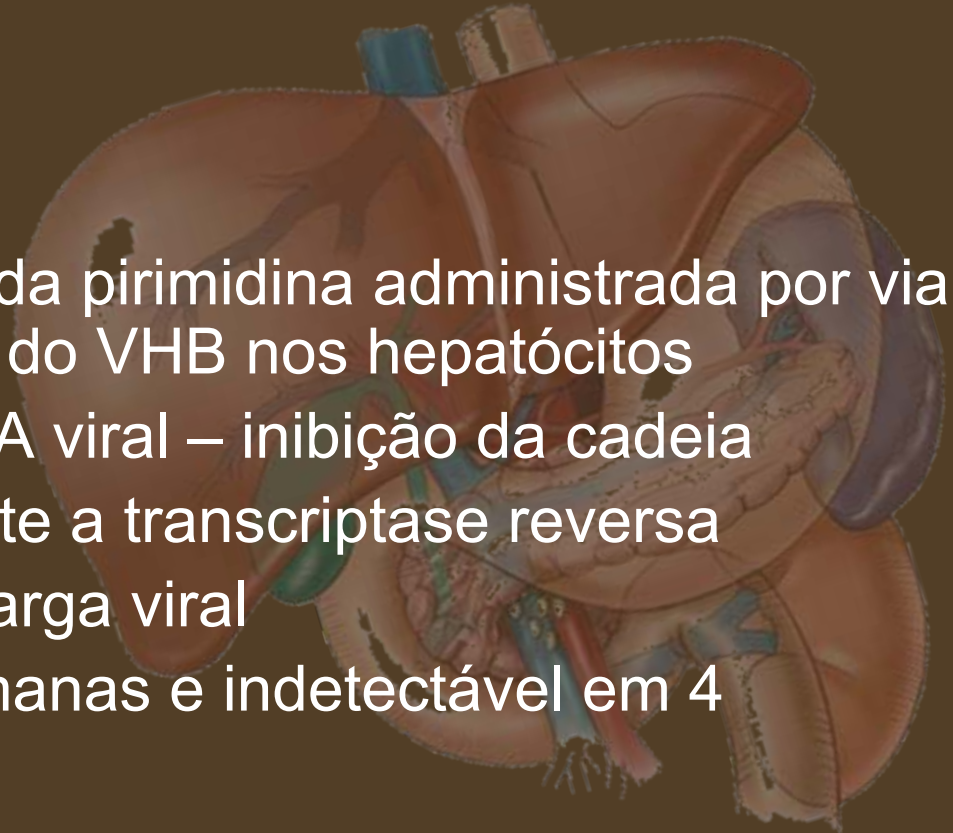 da pirimidina administrada por via
do VHB nos hepatócitos
A viral – inibição da cadeia
te a transcriptase reversa
arga viral
nanas e indetectável em 4